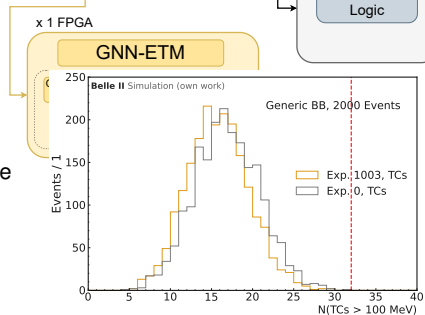 Logic
x 1 FPGA
GNN-ETM
Belle II Simulation (own work)
Generic BB, 2000 Events
Exp. 1003, TCs
Exp. 0, TCs
e
Events / 1
250
200
150
100
50
0
0 5 10 15 20 25 30 35 40
N(TCs > 100 MeV)